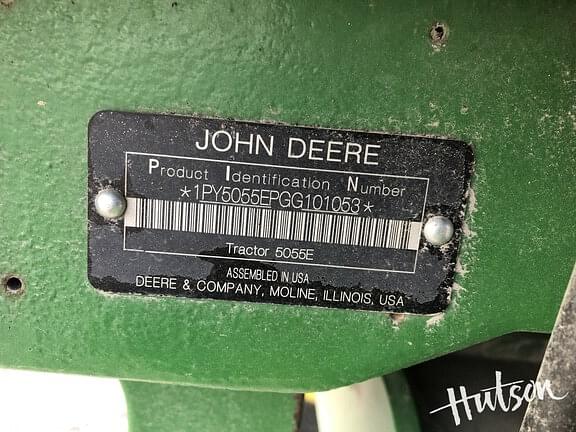 JOHN DEERE
Product Identification Number
*1PY5055EPGG101053*
Tractor 5055E
ASSEMBLED IN USA
DEERE & COMPANY, MOLINE, ILLINOIS, USA
Hutson